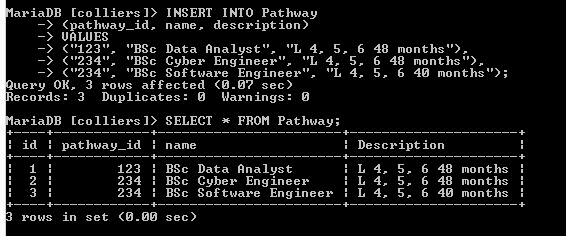 MariaDB [colliers]> INSERT INTO Pathway
    -> (pathway_id, name, description)
    -> VALUES
    -> ("123", "BSc Data Analyst", "L 4, 5, 6 48 months"),
    -> ("234", "BSc Cyber Engineer", "L 4, 5, 6 48 months"),
    -> ("234", "BSc Software Engineer", "L 4, 5, 6 40 months");
Query OK, 3 rows affected (0.07 sec)
Records: 3  Duplicates: 0  Warnings: 0
MariaDB [colliers]> SELECT * FROM Pathway;
+----+------------+-----------------------+---------------------+
| id | pathway_id | name                  | Description         |
+----+------------+-----------------------+---------------------+
|  1 |        123 | BSc Data Analyst      | L 4, 5, 6 48 months |
|  2 |        234 | BSc Cyber Engineer    | L 4, 5, 6 48 months |
|  3 |        234 | BSc Software Engineer | L 4, 5, 6 40 months |
+----+------------+-----------------------+---------------------+
3 rows in set (0.00 sec)